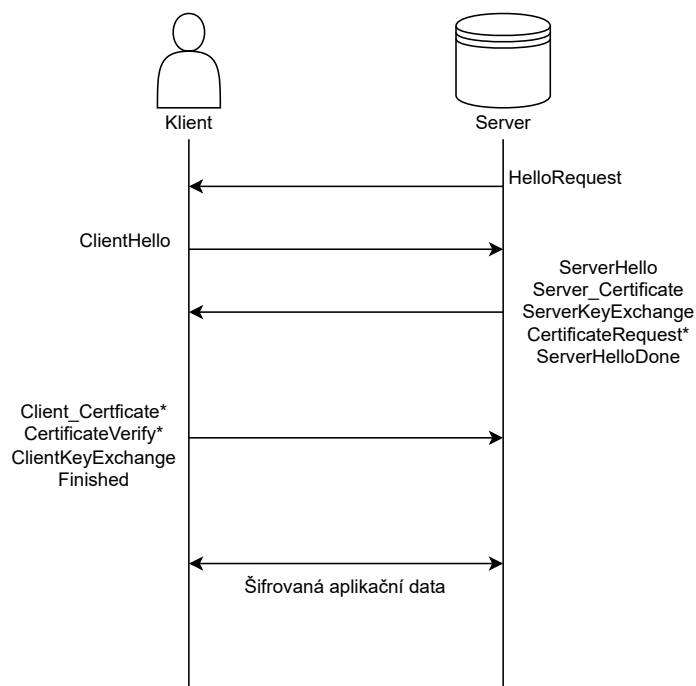 Klient
Server
HelloRequest
ClientHello
ServerHello
Server_Certificate
ServerKeyExchange
CertificateRequest*
ServerHelloDone
Client_Certficate*
CertificateVerify*
ClientKeyExchange
Finished
Šifrovaná aplikační data